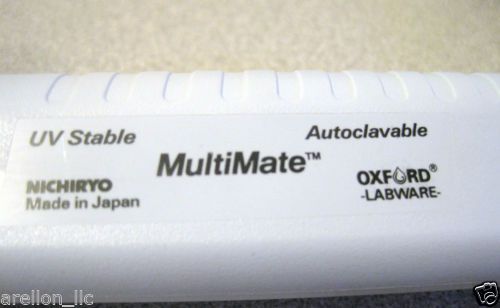 UV Stable
Autoclavable
MultiMate™
NICHIRYO
Made in Japan
OXFORD®
-LABWARE-
arellon_llc